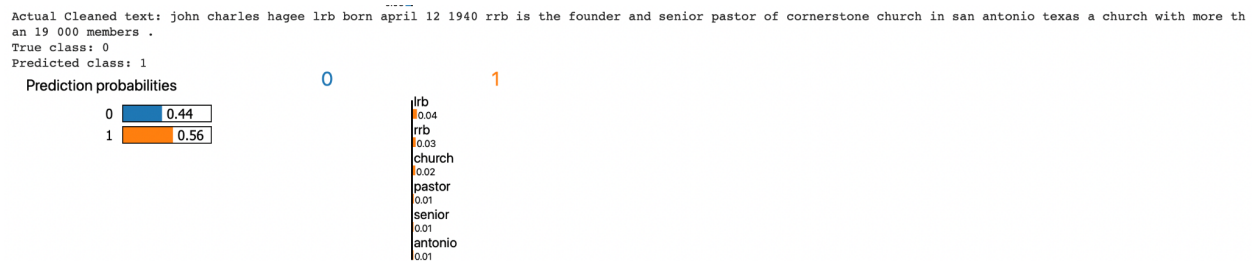 Actual Cleaned text: john charles hagee lrb born april 12 1940 rrb is the founder and senior pastor of cornerstone church in san antonio texas a church with more th
an 19 000 members .
True class: 0
Predicted class: 1
Prediction probabilities
0 0.44
1 0.56
0 1
lrb
0.04
rrb
0.03
church
0.02
pastor
0.01
senior
0.01
antonio
0.01